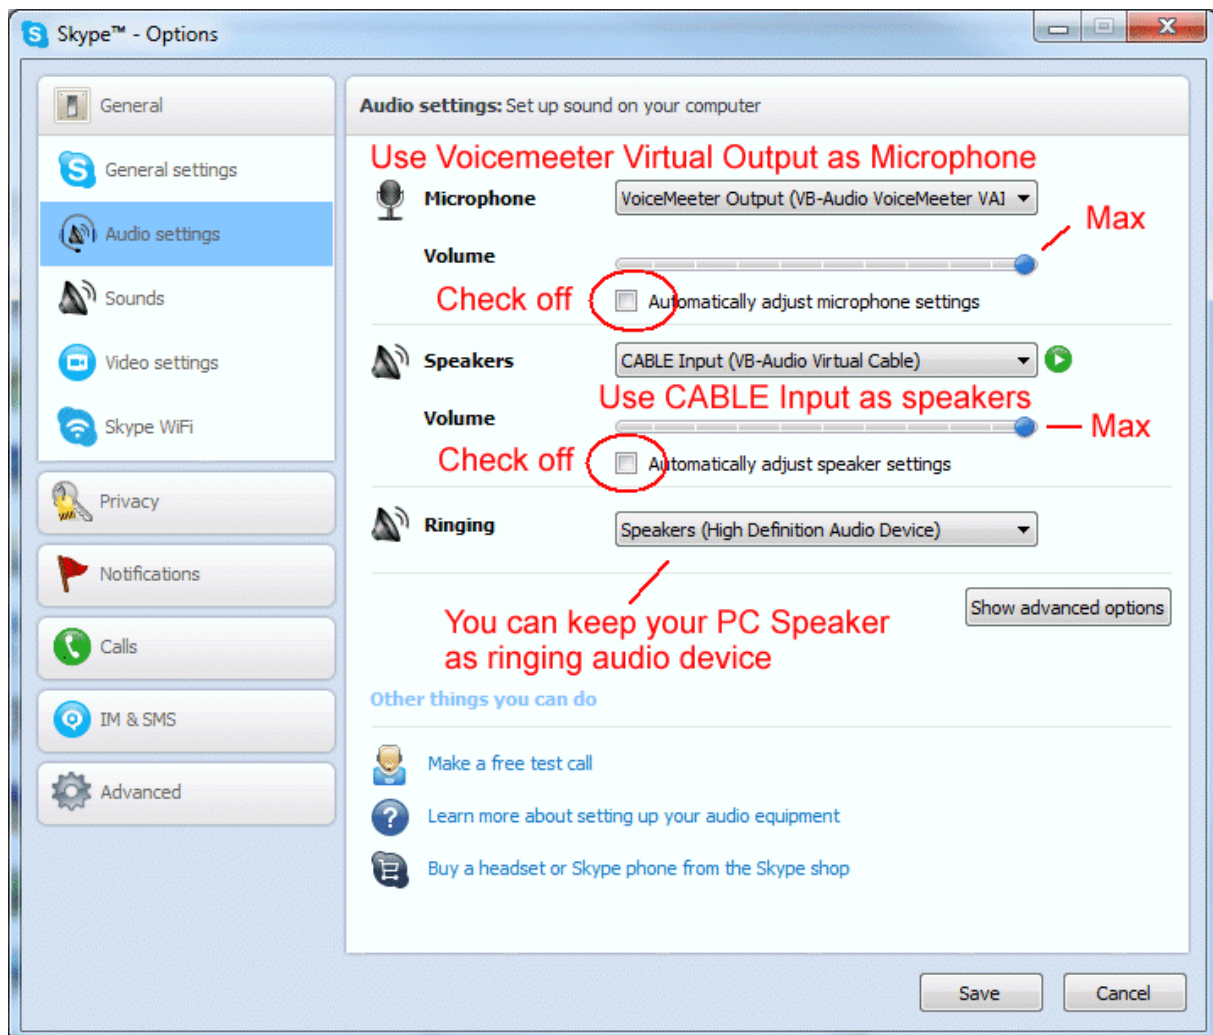 Skype™ - Options
General
General settings
Audio settings
Sounds
Video settings
Skype WiFi
Privacy
Notifications
Calls
IM & SMS
Advanced
Audio settings: Set up sound on your computer
Use Voicemeeter Virtual Output as Microphone
Microphone
VoiceMeeter Output (VB-Audio VoiceMeeter VAI
Max
Volume
Check off
Automatically adjust microphone settings
Speakers
CABLE Input (VB-Audio Virtual Cable)
Use CABLE Input as speakers
Volume
Max
Check off
Automatically adjust speaker settings
Ringing
Speakers (High Definition Audio Device)
Show advanced options
You can keep your PC Speaker
as ringing audio device
Other things you can do
Make a free test call
Learn more about setting up your audio equipment
Buy a headset or Skype phone from the Skype shop
Save
Cancel